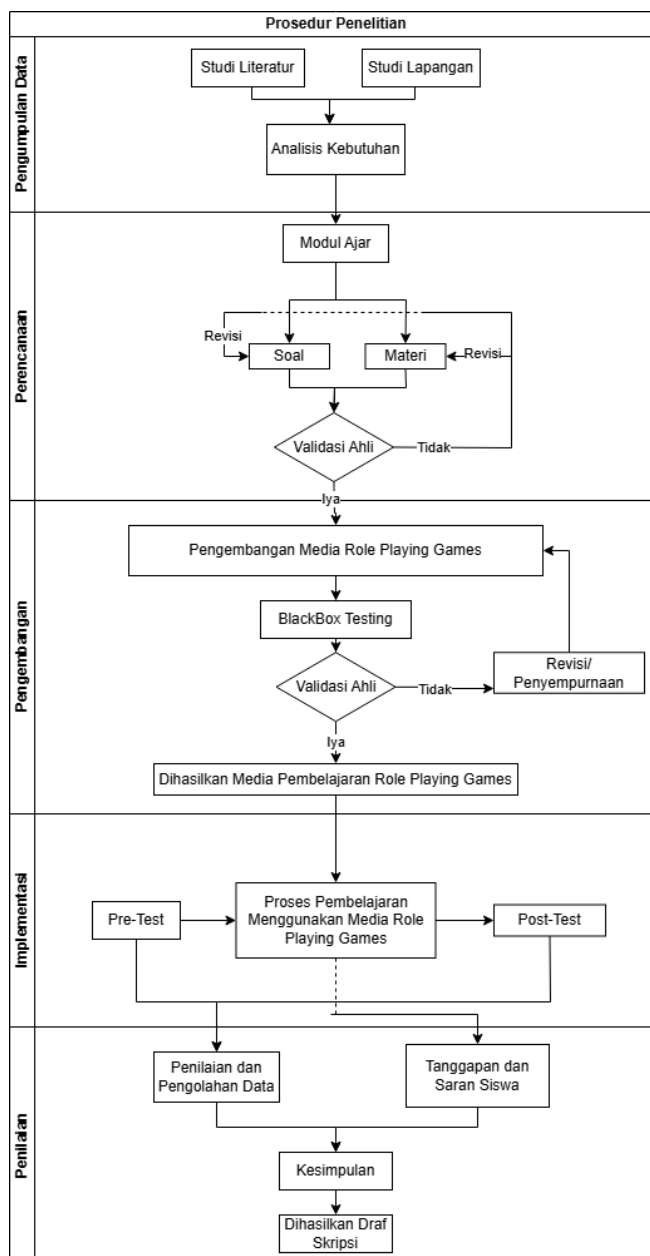 Prosedur Penelitian
Pengumpulan Data
Studi Literatur
Studi Lapangan
Analisis Kebutuhan
Perencanaan
Modul Ajar
Revisi
Soal
Materi
Revisi
Validasi Ahli
Tidak
Iya
Pengembangan
Pengembangan Media Role Playing Games
BlackBox Testing
Validasi Ahli
Tidak
Revisi/
Penyempurnaan
Iya
Dihasilkan Media Pembelajaran Role Playing Games
Implementasi
Pre-Test
Proses Pembelajaran
Menggunakan Media Role
Playing Games
Post-Test
Penilaian
Penilaian dan
Pengolahan Data
Tanggapan dan
Saran Siswa
Kesimpulan
Dihasilkan Draf
Skripsi